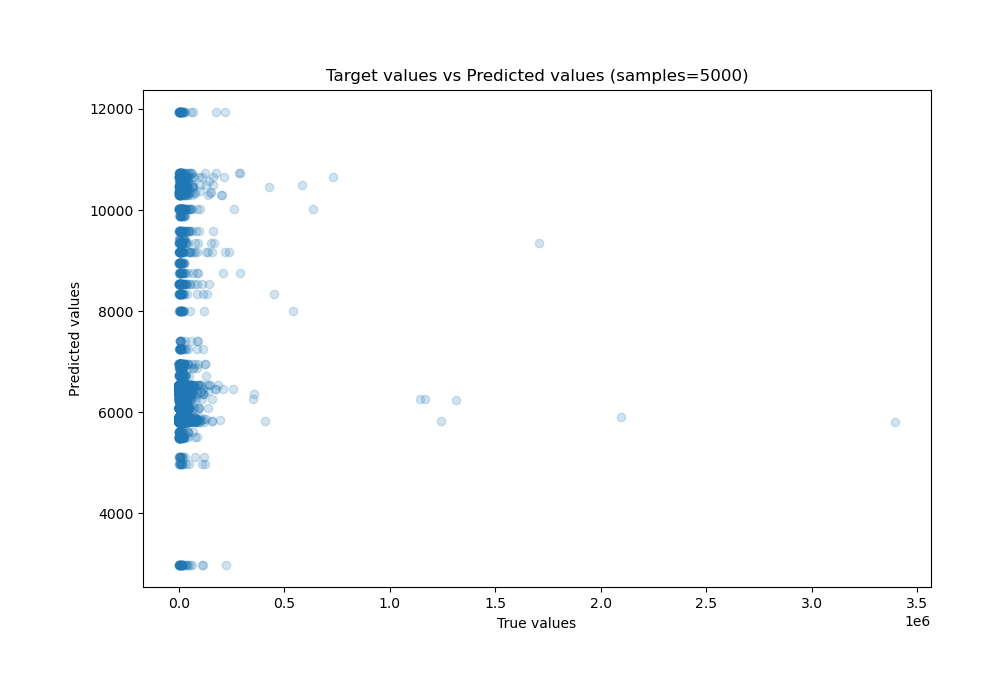 Target values vs Predicted values (samples=5000)
12000
10000
8000
6000
4000
Predicted values
0.0 0.5 1.0 1.5 2.0 2.5 3.0 3.5
1e6
True values